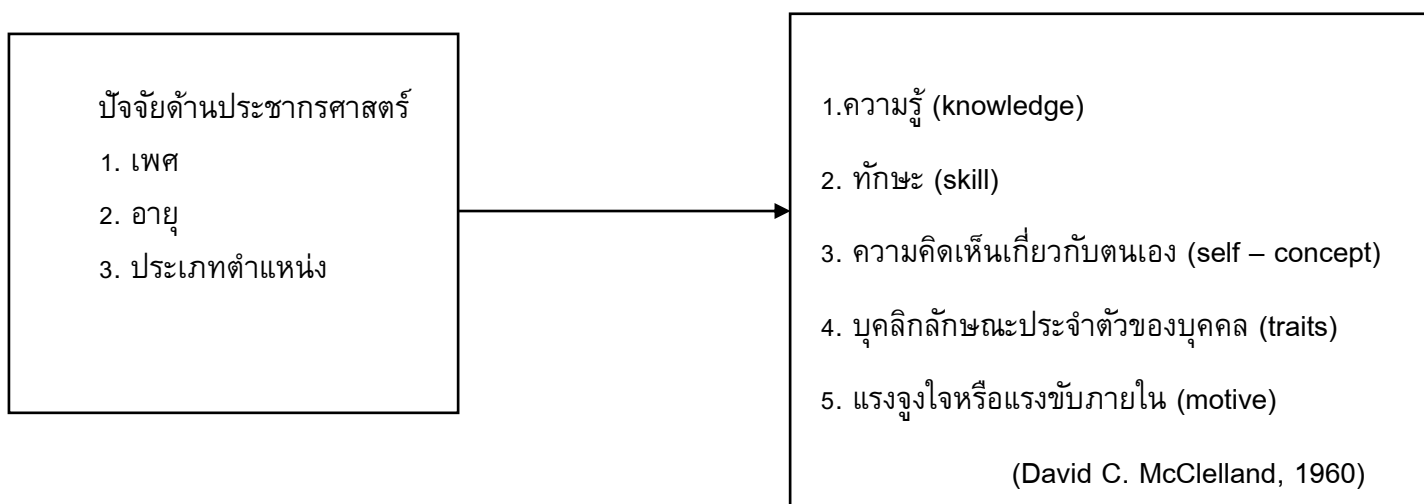 ปัจจัยด้านประชากรศาสตร์
1. เพศ
2. อายุ
3. ประเภทตำแหน่ง
1.ความรู้ (knowledge)
2. ทักษะ (skill)
3. ความคิดเห็นเกี่ยวกับตนเอง (self – concept)
4. บุคลิกลักษณะประจำตัวของบุคคล (traits)
5. แรงจูงใจหรือแรงขับภายใน (motive)
(David C. McClelland, 1960)